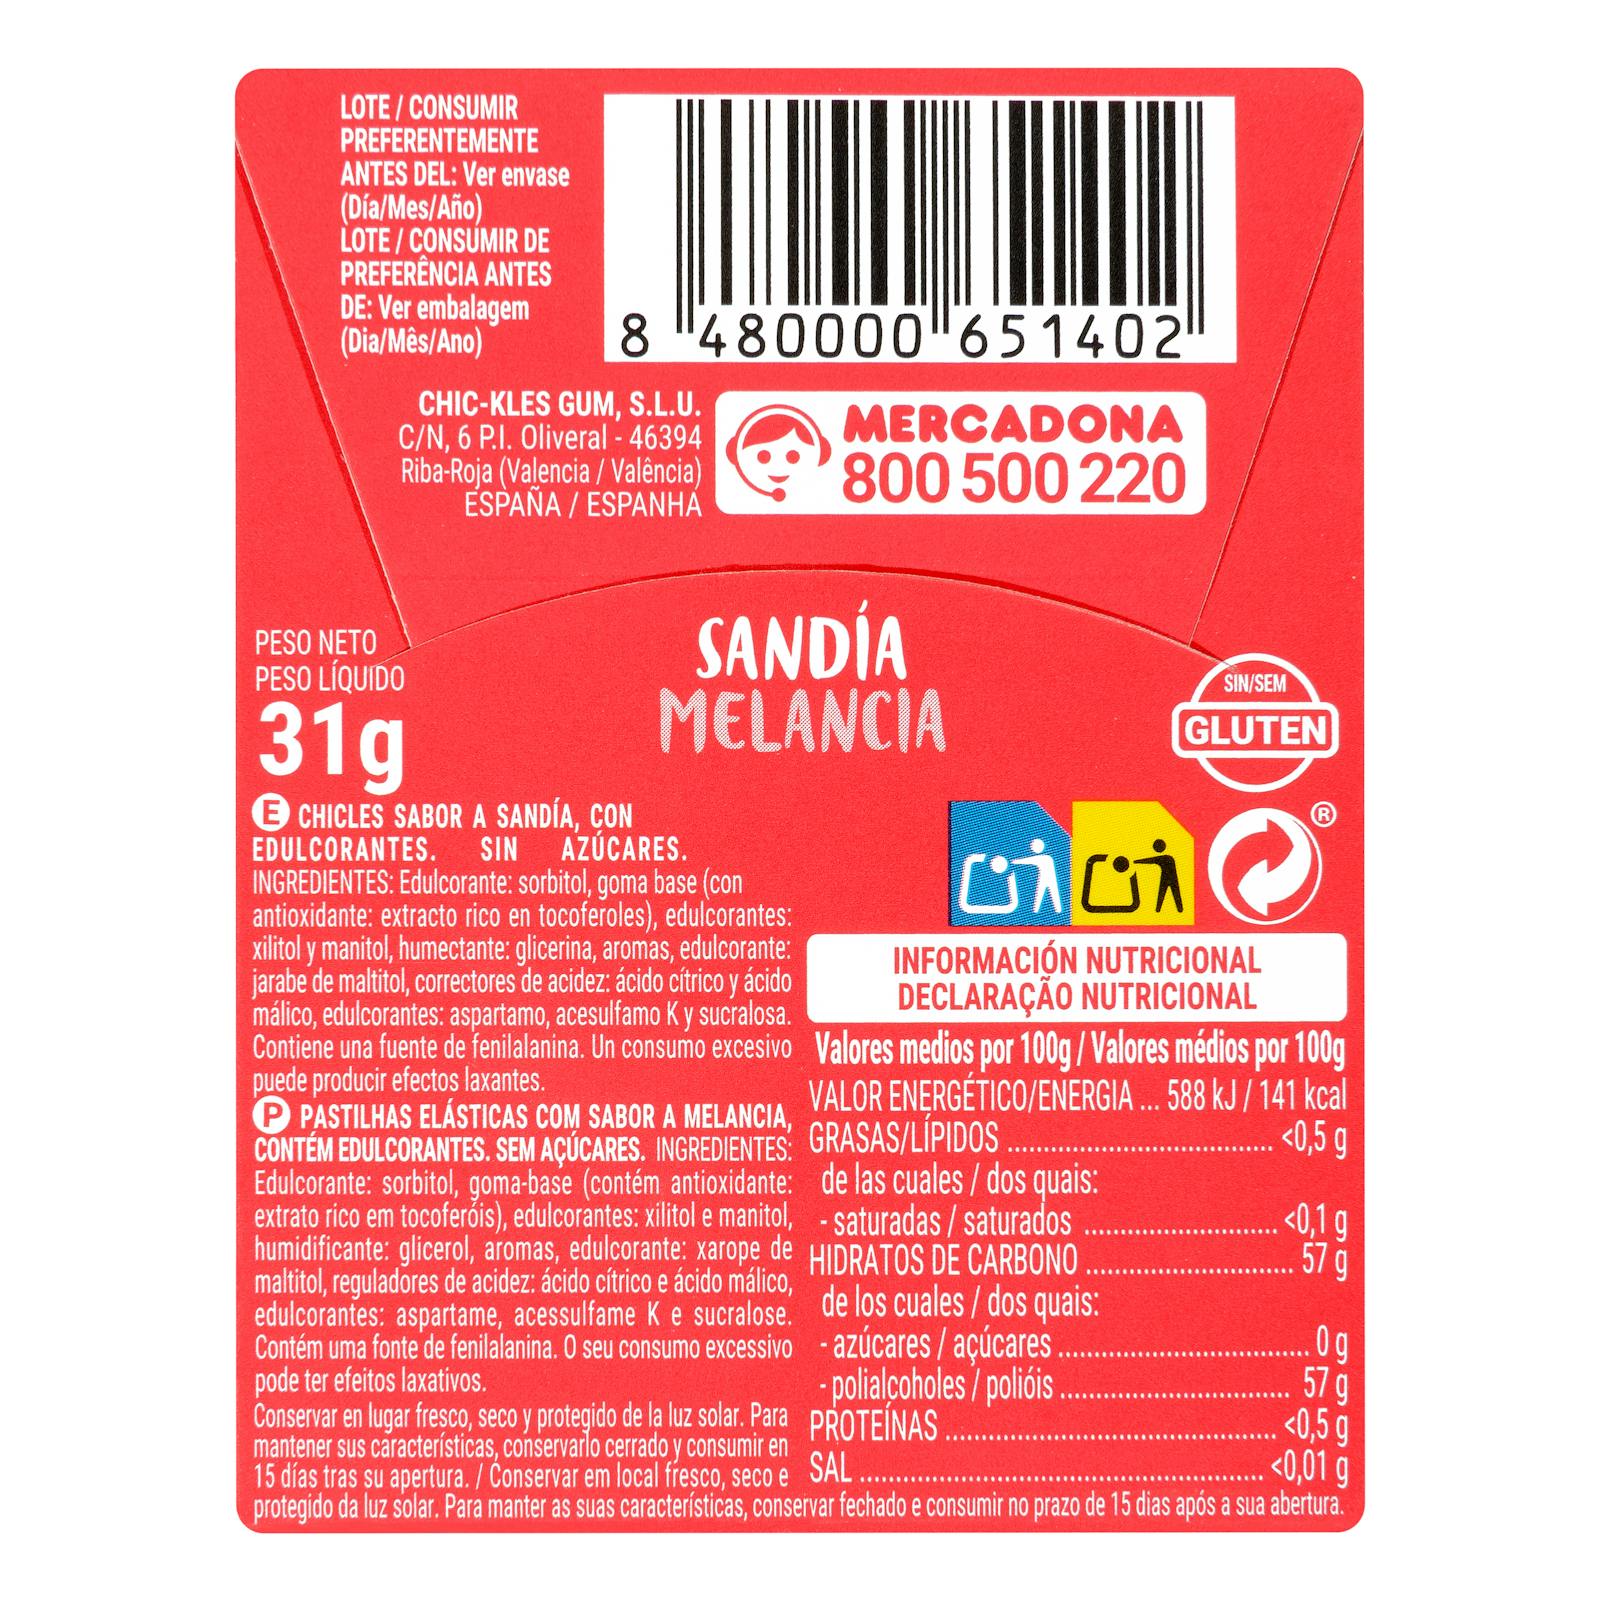 LOTE / CONSUMIR
PREFERENTEMENTE
ANTES DEL: Ver envase
(Día/Mes/Año)
LOTE / CONSUMIR DE
PREFERÊNCIA ANTES
DE: Ver embalagem
(Dia/Mês/Ano)
8 480000 651402
CHIC-KLES GUM, S.L.U.
C/N, 6 P.I. Oliveral - 46394
Riba-Roja (Valencia / Valência)
ESPAÑA / ESPANHA
MERCADONA
800 500 220
SANDÍA
MELANCIA
PESO NETO
PESO LÍQUIDO
31g
SIN/SEM
GLUTEN
E CHICLES SABOR A SANDÍA, CON
EDULCORANTES. SIN AZÚCARES.
INGREDIENTES: Edulcorante: sorbitol, goma base (con
antioxidante: extracto rico en tocoferoles), edulcorantes:
xilitol y manitol, humectante: glicerina, aromas, edulcorante:
jarabe de maltitol, correctores de acidez: ácido cítrico y ácido
málico, edulcorantes: aspartamo, acesulfamo K y sucralosa.
Contiene una fuente de fenilalanina. Un consumo excesivo
puede producir efectos laxantes.
P PASTILHAS ELÁSTICAS COM SABOR A MELANCIA,
CONTÉM EDULCORANTES. SEM AÇÚCARES. INGREDIENTES:
Edulcorante: sorbitol, goma-base (contém antioxidante:
extrato rico em tocoferóis), edulcorantes: xilitol e manitol,
humidificante: glicerol, aromas, edulcorante: xarope de
maltitol, reguladores de acidez: ácido cítrico e ácido málico,
edulcorantes: aspartame, acessulfame K e sucralose.
Contém uma fonte de fenilalanina. O seu consumo excessivo
pode ter efeitos laxativos.
Conservar en lugar fresco, seco y protegido de la luz solar. Para
mantener sus características, conservarlo cerrado y consumir en
15 días tras su apertura. / Conservar em local fresco, seco e
protegido da luz solar. Para manter as suas características, conservar fechado e consumir no prazo de 15 dias após a sua abertura.
®
INFORMACIÓN NUTRICIONAL
DECLARAÇÃO NUTRICIONAL
Valores medios por 100g / Valores médios por 100g
VALOR ENERGÉTICO/ENERGIA ... 588 kJ / 141 kcal
GRASAS/LÍPIDOS ........ <0,5 g
de las cuales / dos quais:
- saturadas / saturados ........ <0,1 g
HIDRATOS DE CARBONO ........ 57 g
de los cuales / dos quais:
- azúcares / açúcares ........ 0 g
- polialcoholes / polióis ........ 57 g
PROTEÍNAS ........ <0,5 g
SAL ........ <0,01 g